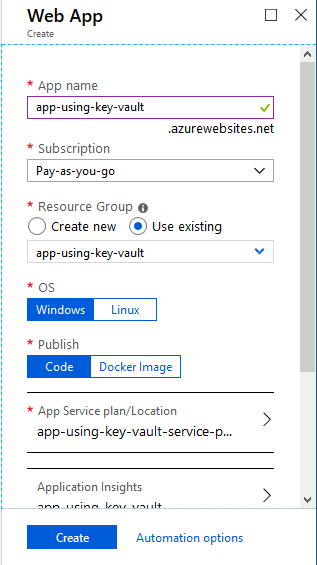 Web App
Create
* App name
app-using-key-vault
.azurewebsites.net
* Subscription
Pay-as-you-go
* Resource Group
Create new Use existing
app-using-key-vault
* OS
Windows Linux
* Publish
Code Docker Image
* App Service plan/Location
app-using-key-vault-service-p...
Application Insights
app-using-key-vault
Create Automation options